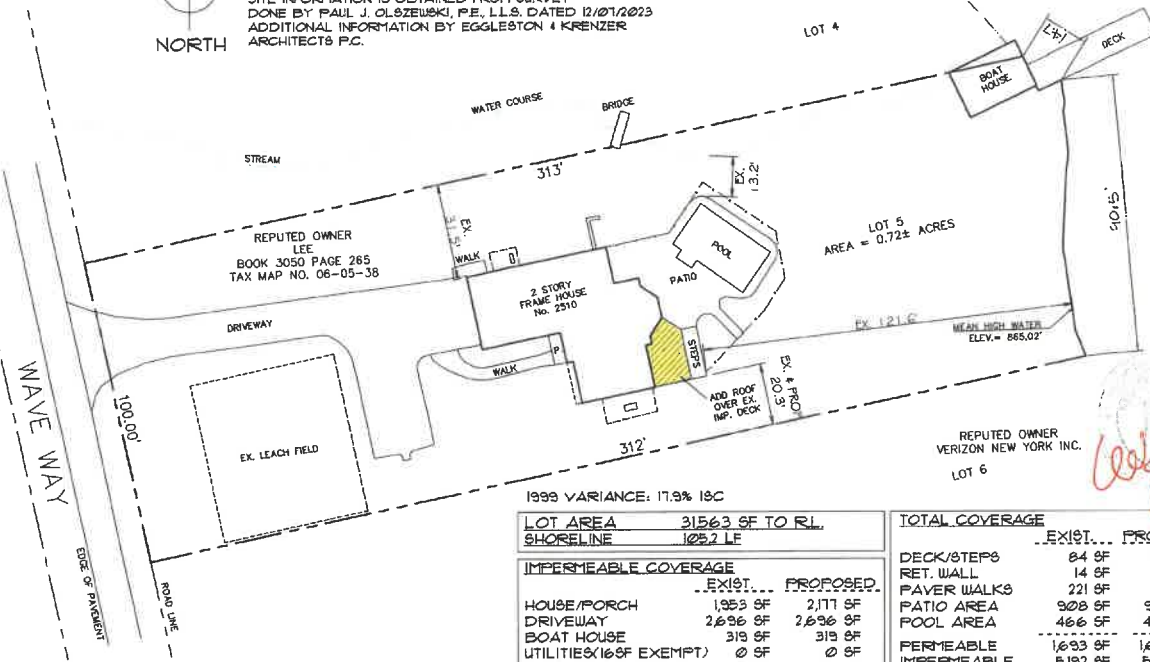 DONE BY PAUL J. OLSZEWSKI, P.E., L.L.S. DATED 12/07/2023
ADDITIONAL INFORMATION BY EGGLESTON & KRENZER
ARCHITECTS P.C.
NORTH
LOT 4
BOAT
HOUSE
DECK
WATER COURSE
BRIDGE
STREAM
313'
EX.
13.2'
EX.
31.5'
90.5'
REPUTED OWNER
LEE
BOOK 3050 PAGE 265
TAX MAP NO. 06-05-38
WALK
POOL
PATIO
LOT 5
AREA = 0.72± ACRES
2 STORY
FRAME HOUSE
No. 2510
DRIVEWAY
EX. 121.6'
MEAN HIGH WATER
ELEV.= 865.02'
STEPS
P
WALK
ADD ROOF
OVER EX.
IMP. DECK
EX. & PROP
20.3'
WAVE WAY
100.00'
EX. LEACH FIELD
312'
REPUTED OWNER
VERIZON NEW YORK INC.
LOT 6
EDGE OF PAVEMENT
ROAD LINE
1999 VARIANCE: 17.9% ISC
LOT AREA 31,563 SF TO R.L.
SHORELINE 105.2 LF
IMPERMEABLE COVERAGE
EXIST. PROPOSED
HOUSE/PORCH 1,953 SF 2,177 SF
DRIVEWAY 2,696 SF 2,696 SF
BOAT HOUSE 319 SF 319 SF
UTILITIES(16SF EXEMPT) 0 SF 0 SF
TOTAL COVERAGE
EXIST.
DECK/STEPS 84 SF
RET. WALL 14 SF
PAVER WALKS 221 SF
PATIO AREA 908 SF
POOL AREA 466 SF
PERMEABLE 1,693 SF
IMPERMEABLE 5,192 SF